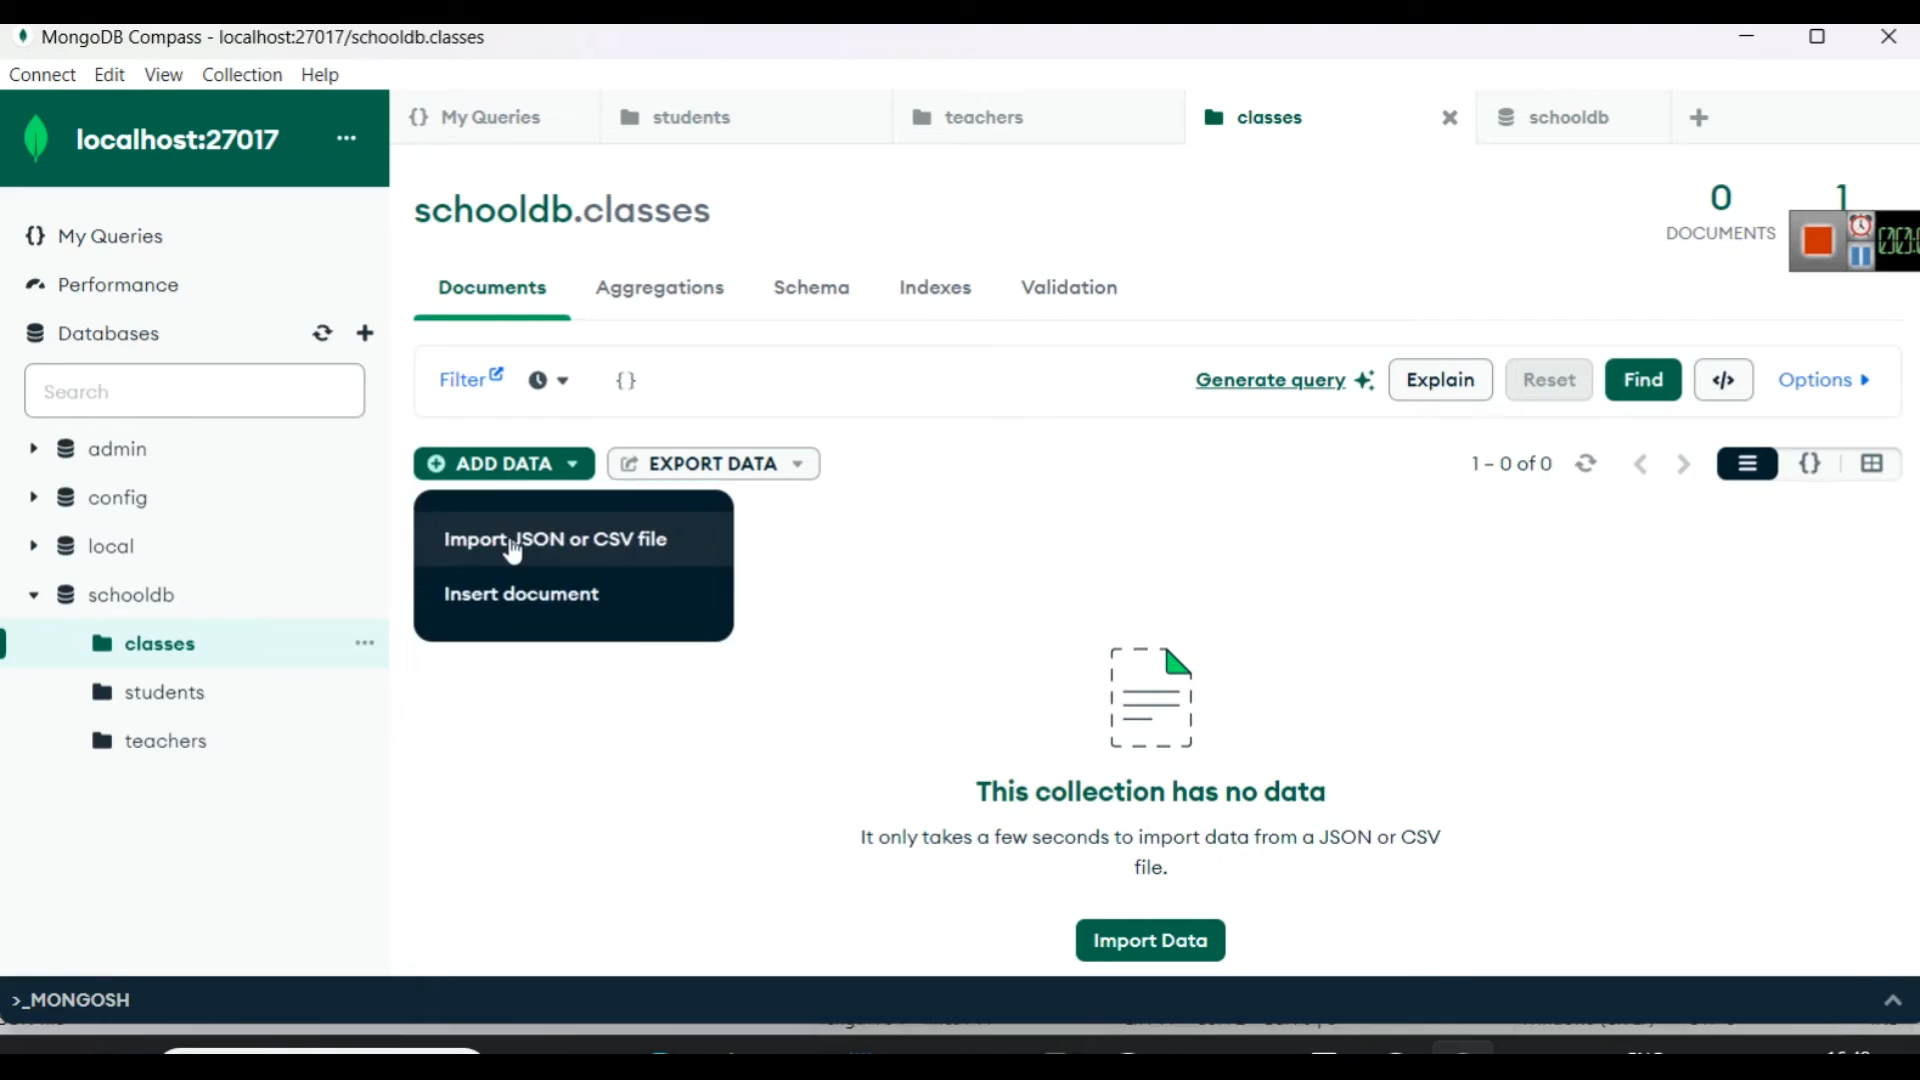 MongoDB Compass - localhost:27017/schooldb.classes
Connect Edit View Collection Help
localhost:27017 ...
{} My Queries
students
teachers
classes
schooldb
{} My Queries
Performance
Databases
Search
admin
config
local
schooldb
classes ...
students
teachers
schooldb.classes
0
DOCUMENTS
1
Documents Aggregations Schema Indexes Validation
Filter {} Generate query Explain Reset Find </> Options
ADD DATA EXPORT DATA 1 – 0 of 0 {}
Import JSON or CSV file
Insert document
This collection has no data
It only takes a few seconds to import data from a JSON or CSV
file.
Import Data
>_MONGOSH